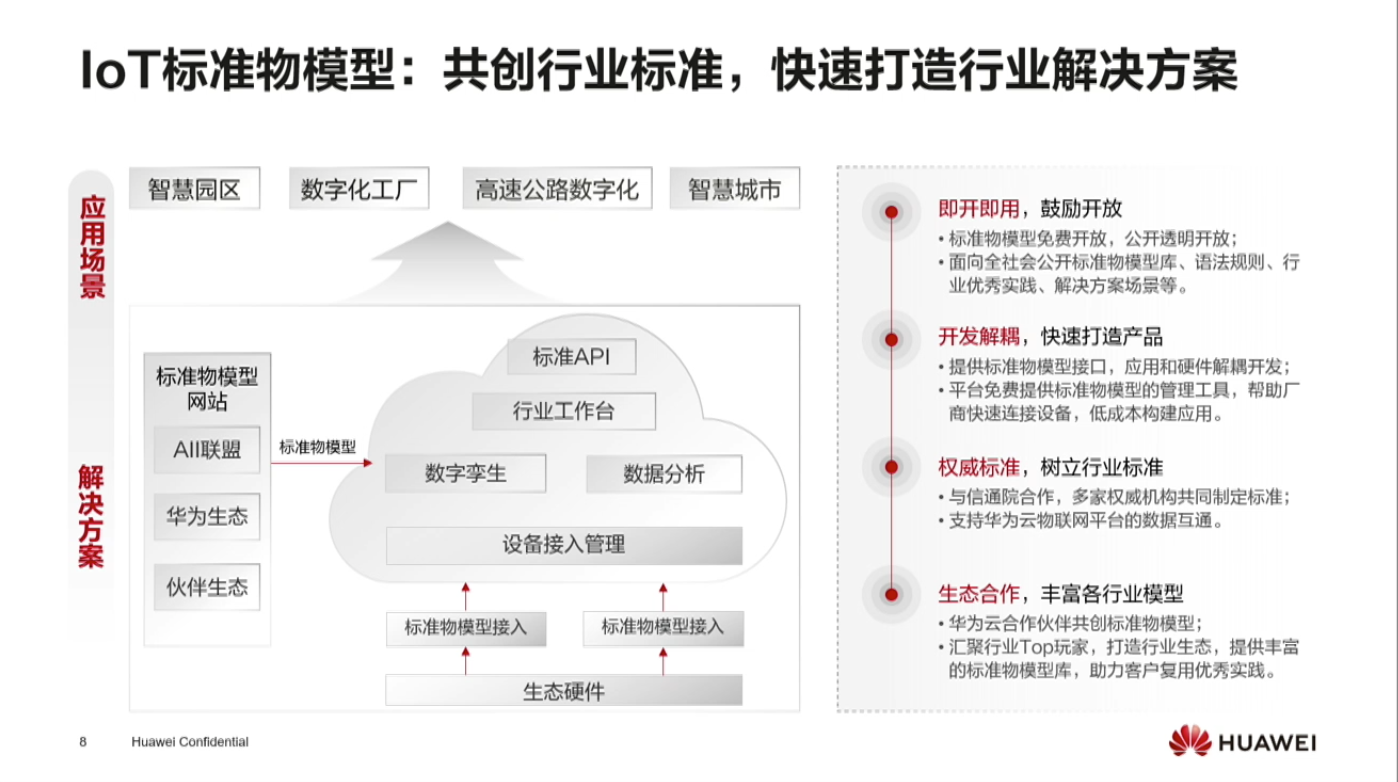 IoT标准物模型：共创行业标准，快速打造行业解决方案
应用场景
智慧园区
数字化工厂
高速公路数字化
智慧城市
解决方案
标准物模型
网站
AII联盟
华为生态
伙伴生态
标准物模型
标准API
行业工作台
数字孪生
数据分析
设备接入管理
标准物模型接入
标准物模型接入
生态硬件
即开即用，鼓励开放
•标准物模型免费开放，公开透明开放；
•面向全社会公开标准物模型库、语法规则、行
业优秀实践、解决方案场景等。
开发解耦，快速打造产品
•提供标准物模型接口，应用和硬件解耦开发；
•平台免费提供标准物模型的管理工具，帮助厂
商快速连接设备，低成本构建应用。
权威标准，树立行业标准
•与信通院合作，多家权威机构共同制定标准；
•支持华为云物联网平台的数据互通。
生态合作，丰富各行业模型
•华为云合作伙伴共创标准物模型；
•汇聚行业Top玩家，打造行业生态，提供丰富
的标准物模型库，助力客户复用优秀实践。
8
Huawei Confidential
HUAWEI